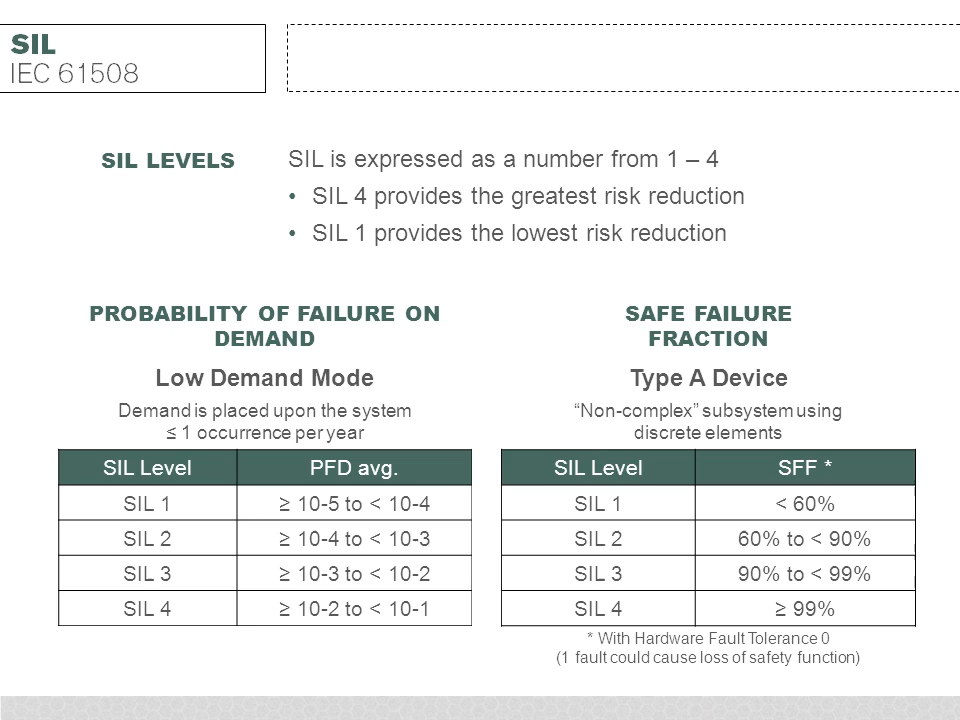 SIL
IEC 61508
SIL LEVELS
SIL is expressed as a number from 1 – 4
• SIL 4 provides the greatest risk reduction
• SIL 1 provides the lowest risk reduction
PROBABILITY OF FAILURE ON
DEMAND
Low Demand Mode
Demand is placed upon the system
≤ 1 occurrence per year
SIL Level PFD avg.
SIL 1 ≥ 10-5 to < 10-4
SIL 2 ≥ 10-4 to < 10-3
SIL 3 ≥ 10-3 to < 10-2
SIL 4 ≥ 10-2 to < 10-1
SAFE FAILURE
FRACTION
Type A Device
“Non-complex” subsystem using
discrete elements
SIL Level SFF *
SIL 1 < 60%
SIL 2 60% to < 90%
SIL 3 90% to < 99%
SIL 4 ≥ 99%
* With Hardware Fault Tolerance 0
(1 fault could cause loss of safety function)